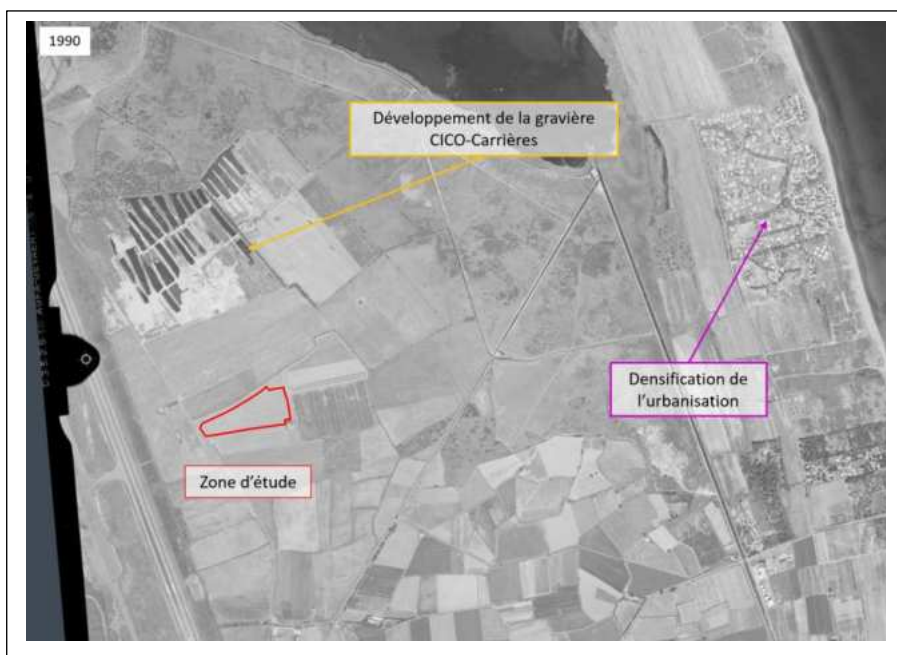 1990
Développement de la gravière
CICO-Carrières
Densification de
l'urbanisation
Zone d'étude